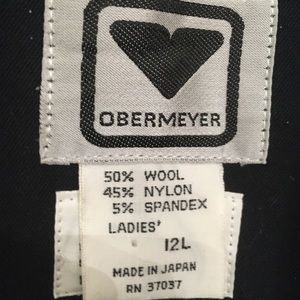 OBERMEYER
50% WOOL
45% NYLON
5% SPANDEX
LADIES'
12L
MADE IN JAPAN
RN 37037